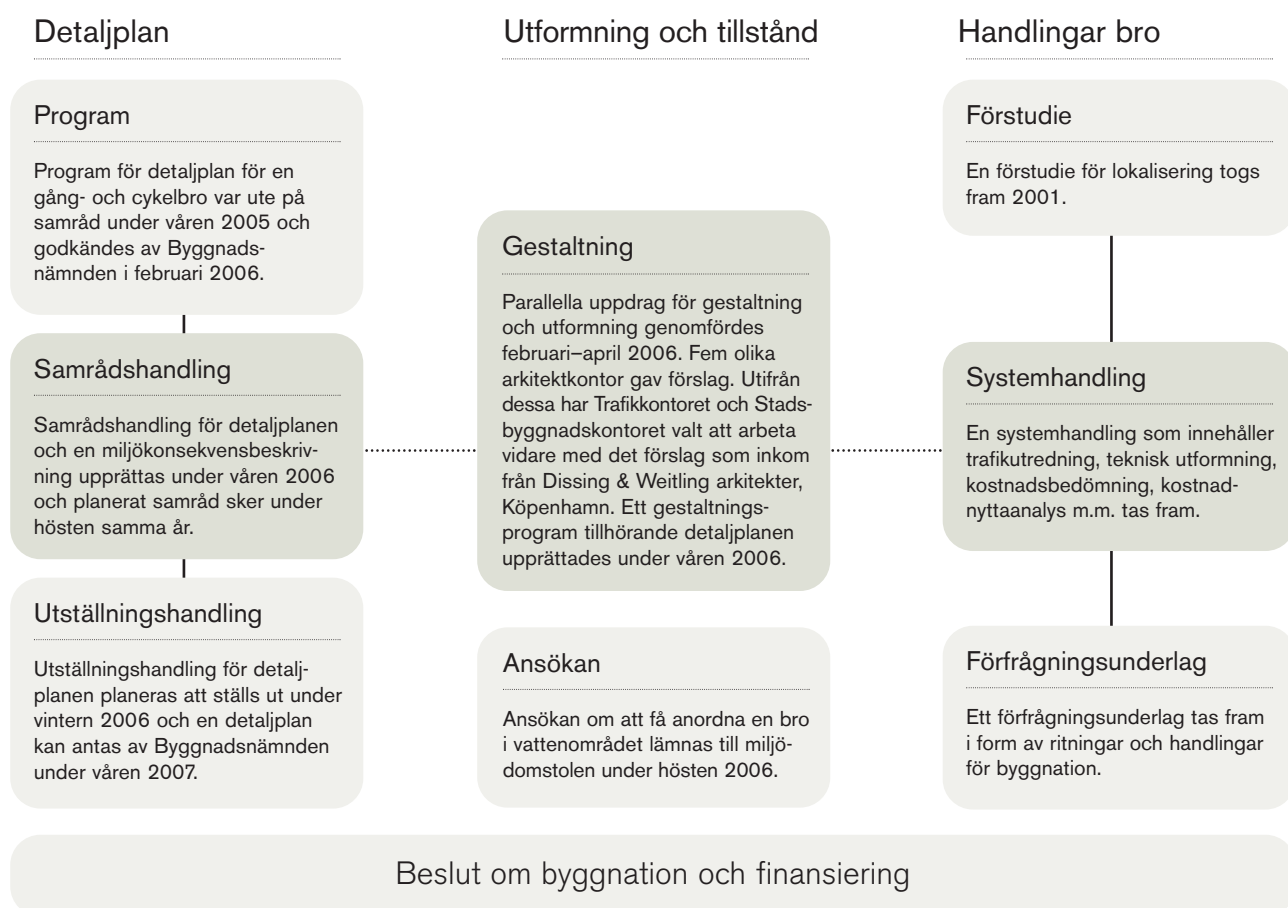 Detaljplan
Program
Program för detaljplan för en
gång- och cykelbro var ute på
samråd under våren 2005 och
godkändes av Byggnads-
nämnden i februari 2006.
Samrådshandling
Samrådshandling för detaljplanen
och en miljökonsekvensbeskriv-
ning upprättas under våren 2006
och planerat samråd sker under
hösten samma år.
Utställningshandling
Utställningshandling för detalj-
planen planeras att ställs ut under
vintern 2006 och en detaljplan
kan antas av Byggnadsnämnden
under våren 2007.
Utformning och tillstånd
Gestaltning
Parallella uppdrag för gestaltning
och utformning genomfördes
februari–april 2006. Fem olika
arkitektkontor gav förslag. Utifrån
dessa har Trafikkontoret och Stads-
byggnadskontoret valt att arbeta
vidare med det förslag som inkom
från Dissing & Weitling arkitekter,
Köpenhamn. Ett gestaltnings-
program tillhörande detaljplanen
upprättades under våren 2006.
Ansökan
Ansökan om att få anordna en bro
i vattenområdet lämnas till miljö-
domstolen under hösten 2006.
Handlingar bro
Förstudie
En förstudie för lokalisering togs
fram 2001.
Systemhandling
En systemhandling som innehåller
trafikutredning, teknisk utformning,
kostnadsbedömning, kostnad-
nyttaanalys m.m. tas fram.
Förfrågningsunderlag
Ett förfrågningsunderlag tas fram
i form av ritningar och handlingar
för byggnation.
Beslut om byggnation och finansiering